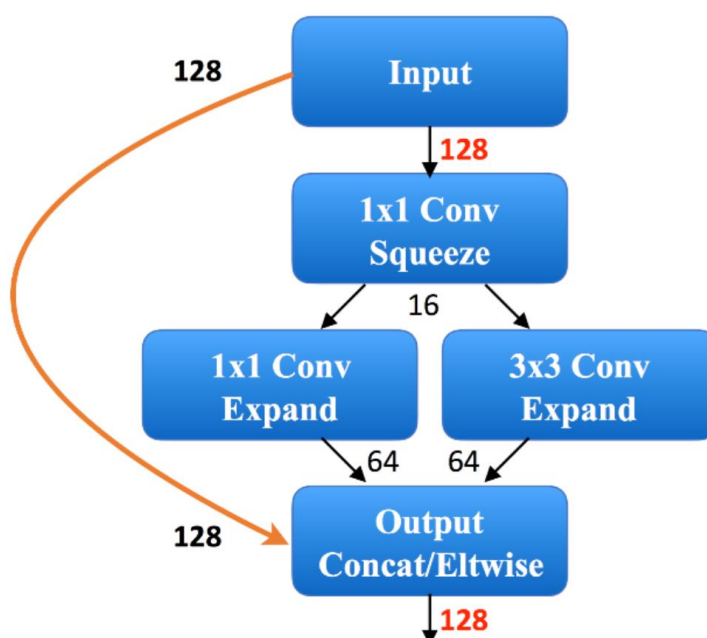 128
Input
128
1x1 Conv
Squeeze
16
1x1 Conv
Expand
3x3 Conv
Expand
64
64
128
Output
Concat/Eltwise
128